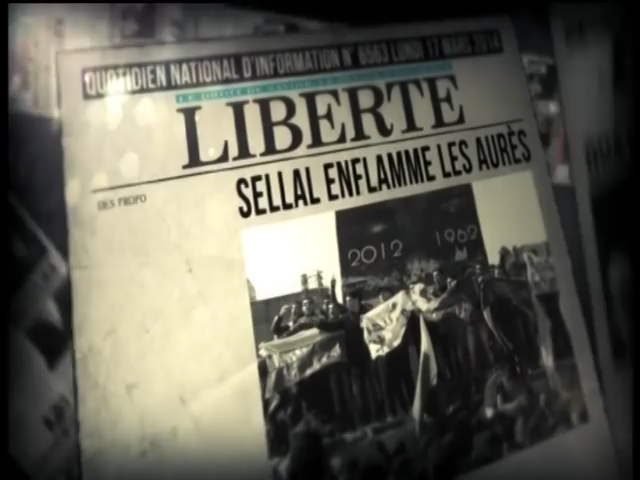 QUOTIDIEN NATIONAL D'INFORMATION N° 6563 LUNDI 17 MARS 2014
LIBERTE
SELLAL ENFLAMME LES AURÈS
DES PROPO
2012 1962